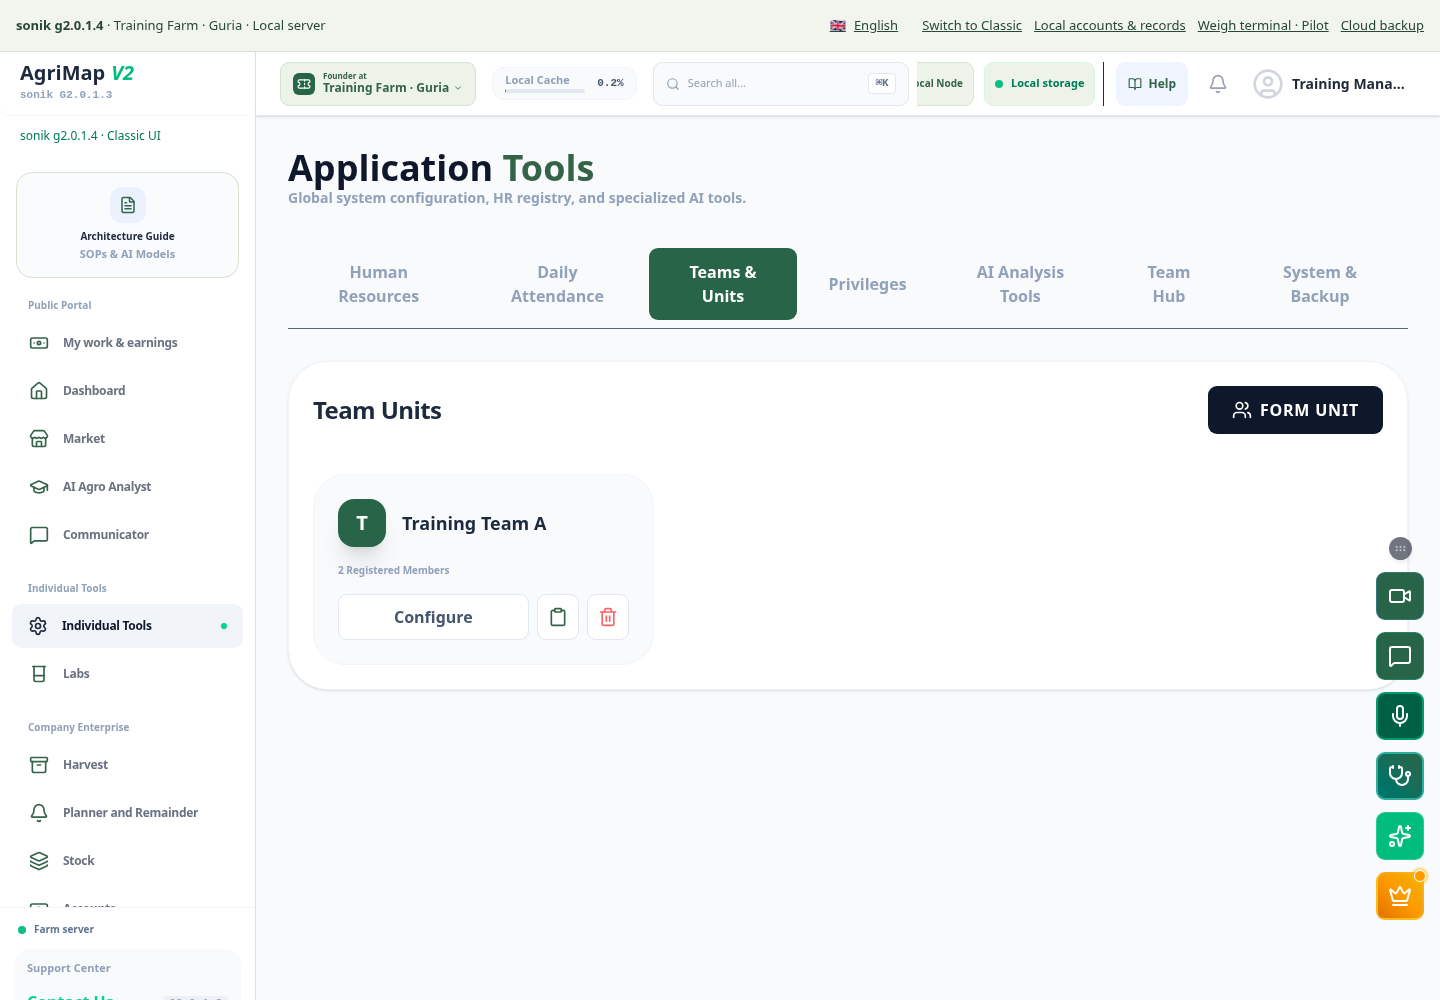 sonik g2.0.1.4 · Training Farm · Guria · Local server
English
Switch to Classic
Local accounts & records
Weigh terminal · Pilot
Cloud backup
AgriMap V2
sonik G2.0.1.3
sonik g2.0.1.4 · Classic UI
Architecture Guide
SOPs & AI Models
Public Portal
My work & earnings
Dashboard
Market
AI Agro Analyst
Communicator
Individual Tools
Individual Tools
Labs
Company Enterprise
Harvest
Planner and Remainder
Stock
Farm server
Support Center
Founder at
Training Farm · Guria
Local Cache
0.2%
Search all...
⌘K
Node
Local storage
Help
Training Mana...
Application Tools
Global system configuration, HR registry, and specialized AI tools.
Human
Resources
Daily
Attendance
Teams &
Units
Privileges
AI Analysis
Tools
Team
Hub
System &
Backup
Team Units
FORM UNIT
T
Training Team A
2 Registered Members
Configure